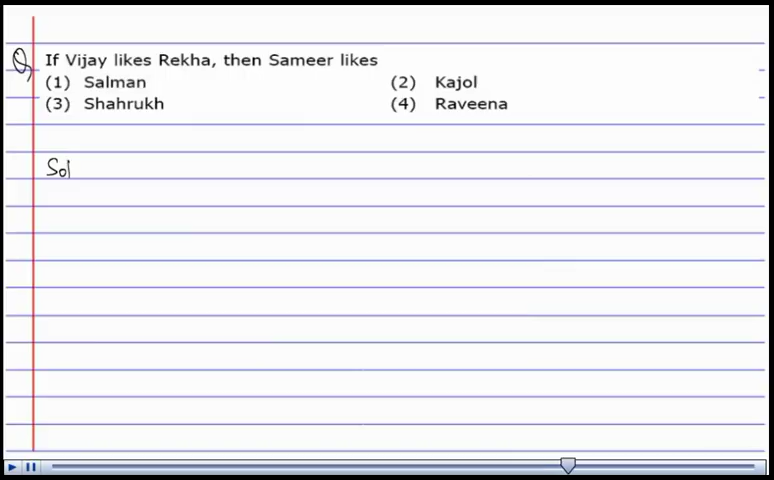 Q, If Vijay likes Rekha, then Sameer likes
(1) Salman (2) Kajol
(3) Shahrukh (4) Raveena
Sol